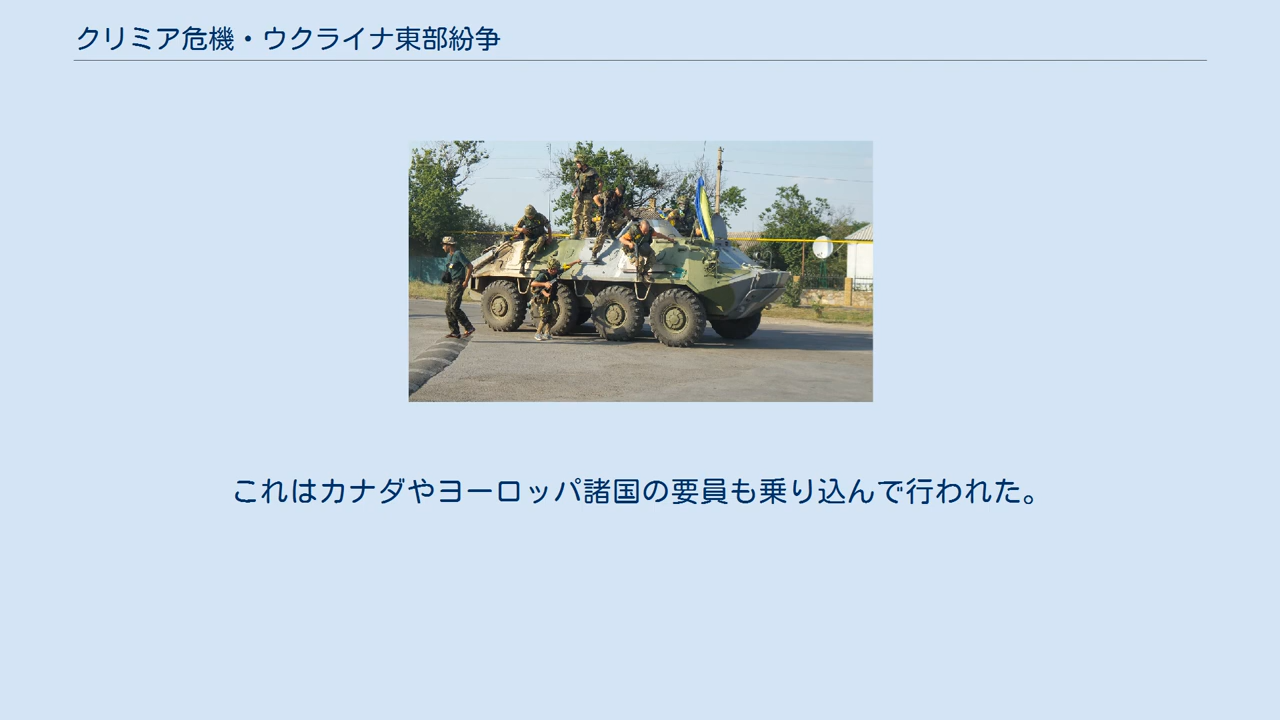 クリミア危機・ウクライナ東部紛争
これはカナダやヨーロッパ諸国の要員も乗り込んで行われた。